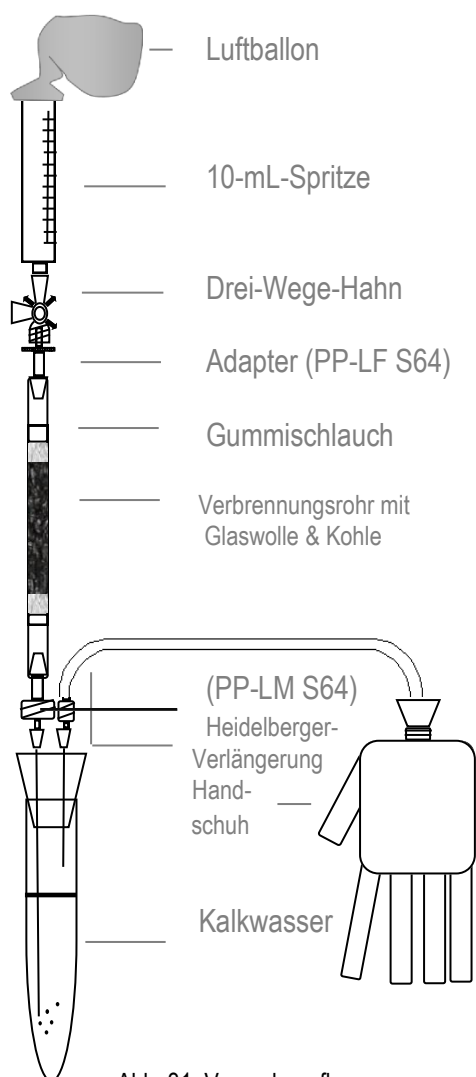 Luftballon
10-mL-Spritze
Drei-Wege-Hahn
Adapter (PP-LF S64)
Gummischlauch
Verbrennungsrohr mit
Glaswolle & Kohle
(PP-LM S64)
Heidelberger-
Verlängerung
Hand-
schuh
Kalkwasser